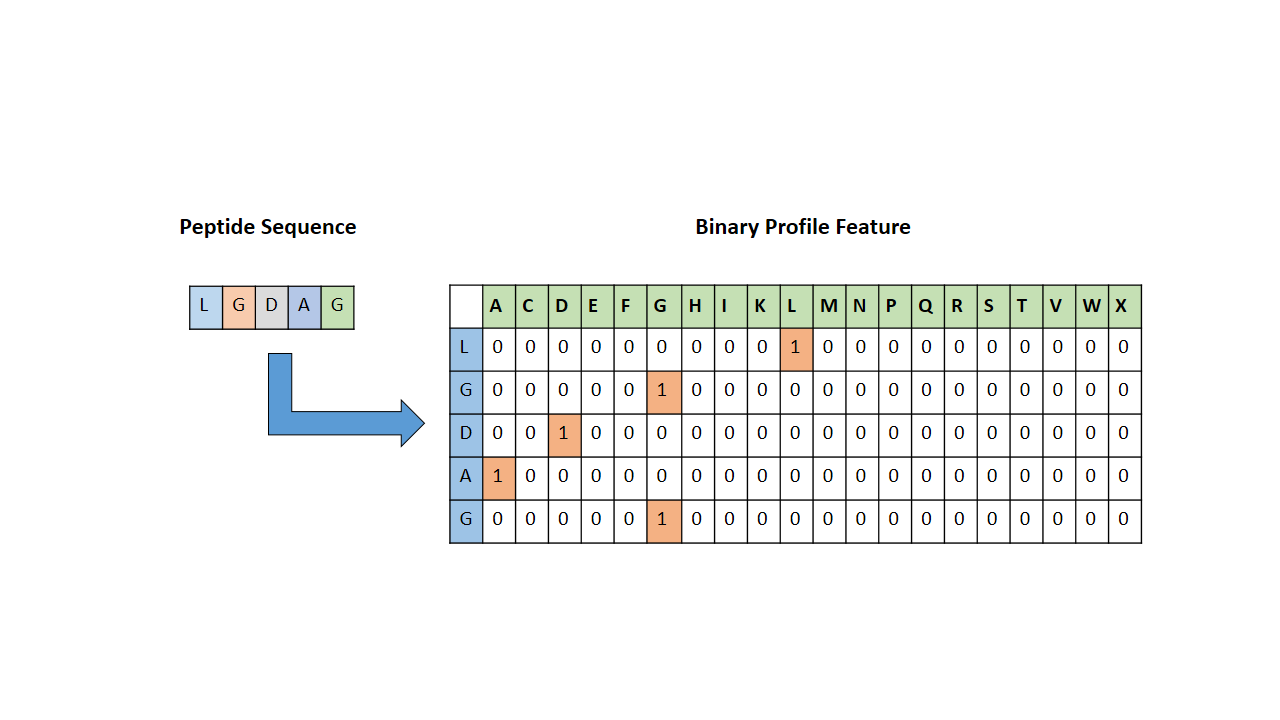 Peptide Sequence
Binary Profile Feature
L G D A G
A C D E F G H I K L M N P Q R S T V W X
L 0 0 0 0 0 0 0 0 0 1 0 0 0 0 0 0 0 0 0 0
G 0 0 0 0 0 1 0 0 0 0 0 0 0 0 0 0 0 0 0 0
D 0 0 1 0 0 0 0 0 0 0 0 0 0 0 0 0 0 0 0 0
A 1 0 0 0 0 0 0 0 0 0 0 0 0 0 0 0 0 0 0 0
G 0 0 0 0 0 1 0 0 0 0 0 0 0 0 0 0 0 0 0 0